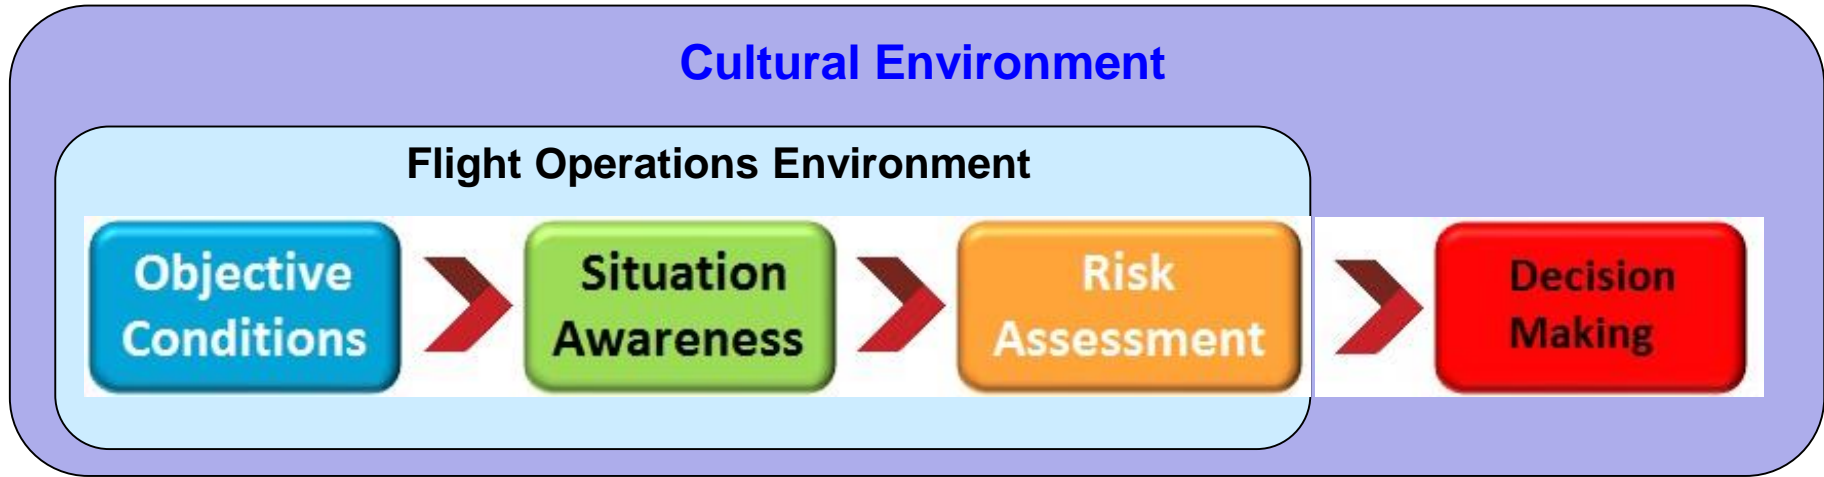 Cultural Environment
Flight Operations Environment
Objective
Conditions
Situation
Awareness
Risk
Assessment
Decision
Making